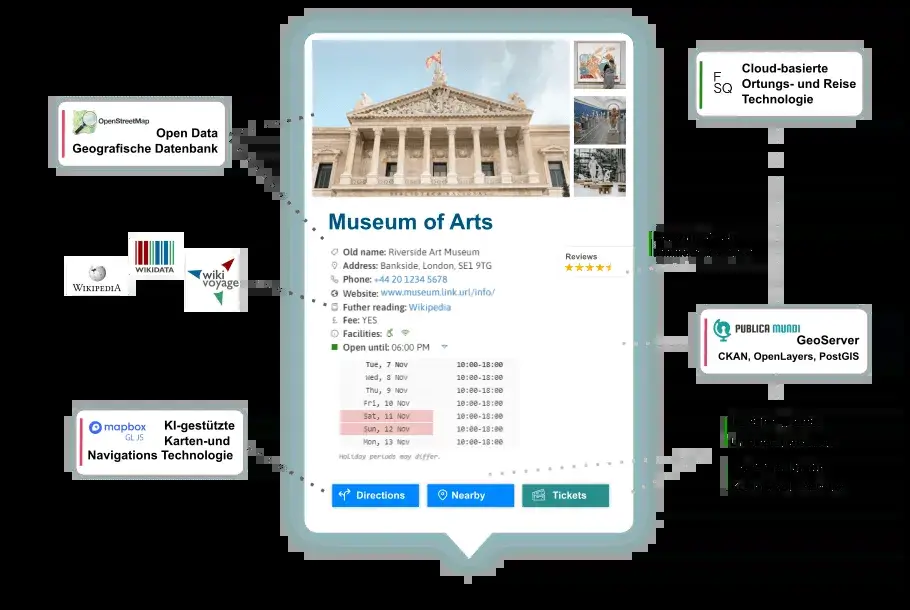 OpenStreetMap
Open Data
Geografische Datenbank
WIKIPEDIA
WIKIDATA
wiki
voyage
mapbox
GL JS
KI-gestützte
Karten-und
Navigations Technologie
Museum of Arts
Old name: Riverside Art Museum
Address: Bankside, London, SE1 9TG
Phone: +44 20 1234 5678
Website: www.museum.link.url/info/
Futher reading: Wikipedia
Fee: YES
Facilities:
Open until: 06:00 PM
Tue, 7 Nov 10:00-18:00
Wed, 8 Nov 10:00-18:00
Thu, 9 Nov 10:00-18:00
Fri, 10 Nov 10:00-18:00
Sat, 11 Nov 10:00-18:00
Sun, 12 Nov 10:00-18:00
Mon, 13 Nov 10:00-18:00
Holiday periods may differ.
Reviews
Directions
Nearby
Tickets
F
SQ
Cloud-basierte
Ortungs- und Reise
Technologie
PUBLICA MUNDI
GeoServer
CKAN, OpenLayers, PostGIS